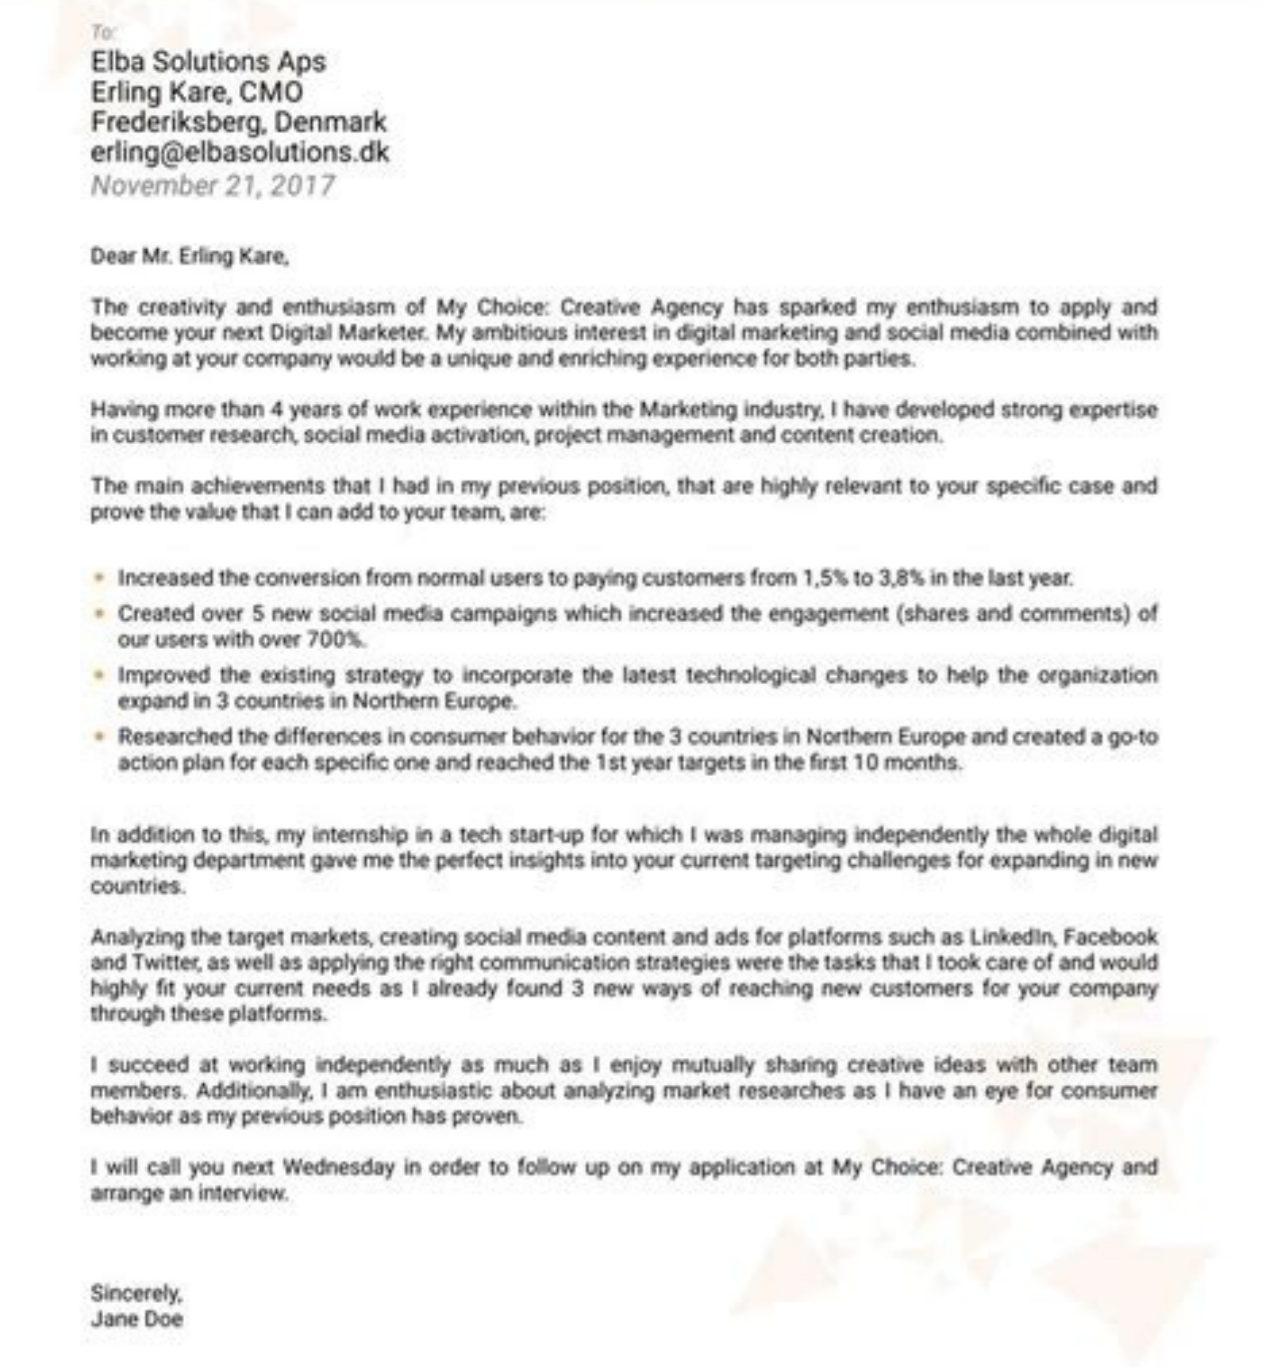 To:
Elba Solutions Aps
Erling Kare, CMO
Frederiksberg, Denmark
erling@elbasolutions.dk
November 21, 2017
Dear Mr. Erling Kare,
The creativity and enthusiasm of My Choice: Creative Agency has sparked my enthusiasm to apply and
become your next Digital Marketer. My ambitious interest in digital marketing and social media combined with
working at your company would be a unique and enriching experience for both parties.
Having more than 4 years of work experience within the Marketing industry, I have developed strong expertise
in customer research, social media activation, project management and content creation.
The main achievements that I had in my previous position, that are highly relevant to your specific case and
prove the value that I can add to your team, are:
• Increased the conversion from normal users to paying customers from 1,5% to 3,8% in the last year.
• Created over 5 new social media campaigns which increased the engagement (shares and comments) of
our users with over 700%.
• Improved the existing strategy to incorporate the latest technological changes to help the organization
expand in 3 countries in Northern Europe.
• Researched the differences in consumer behavior for the 3 countries in Northern Europe and created a go-to
action plan for each specific one and reached the 1st year targets in the first 10 months.
In addition to this, my internship in a tech start-up for which I was managing independently the whole digital
marketing department gave me the perfect insights into your current targeting challenges for expanding in new
countries.
Analyzing the target markets, creating social media content and ads for platforms such as LinkedIn, Facebook
and Twitter, as well as applying the right communication strategies were the tasks that I took care of and would
highly fit your current needs as I already found 3 new ways of reaching new customers for your company
through these platforms.
I succeed at working independently as much as I enjoy mutually sharing creative ideas with other team
members. Additionally, I am enthusiastic about analyzing market researches as I have an eye for consumer
behavior as my previous position has proven.
I will call you next Wednesday in order to follow up on my application at My Choice: Creative Agency and
arrange an interview.
Sincerely,
Jane Doe